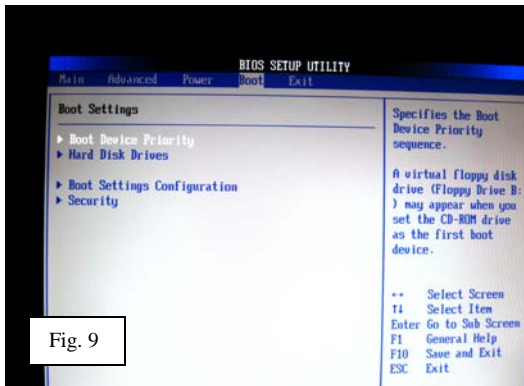 BIOS SETUP UTILITY
Main Advanced Power Boot Exit
Boot Settings
▶ Boot Device Priority
▶ Hard Disk Drives
▶ Boot Settings Configuration
▶ Security
Specifies the Boot
Device Priority
sequence.
A virtual floppy disk
drive (Floppy Drive B:
) may appear when you
set the CD-ROM drive
as the first boot
device.
↔ Select Screen
↑↓ Select Item
Enter Go to Sub Screen
F1 General Help
F10 Save and Exit
ESC Exit
Fig. 9